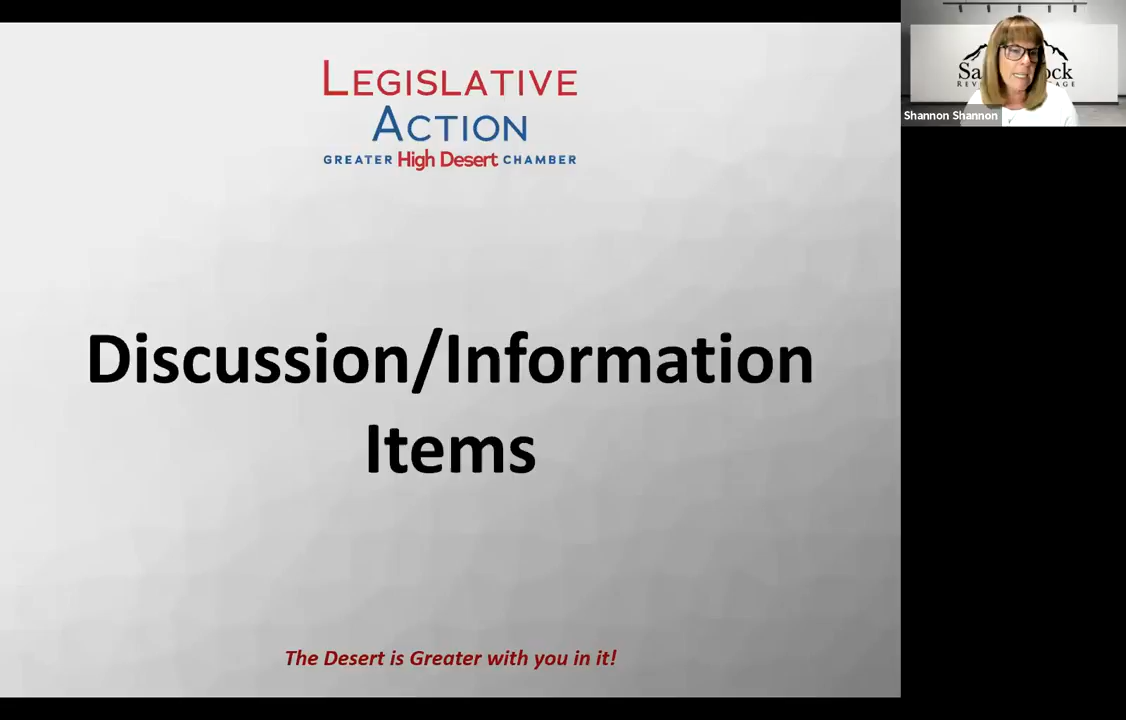 LEGISLATIVE
ACTION
GREATER High Desert CHAMBER
Discussion/Information
Items
The Desert is Greater with you in it!
Shannon Shannon